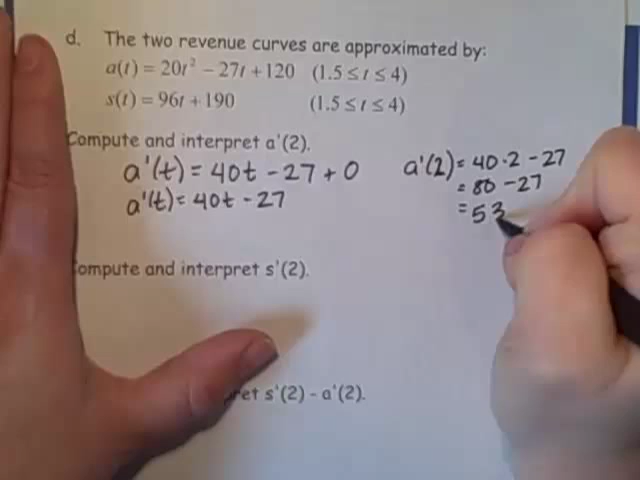 d. The two revenue curves are approximated by:
a(t) = 20t² − 27t + 120 (1.5 ≤ t ≤ 4)
s(t) = 96t + 190 (1.5 ≤ t ≤ 4)
Compute and interpret a'(2).
a'(t) = 40t − 27 + 0
a'(t) = 40t − 27
a'(2) = 40 · 2 − 27
= 80 − 27
= 53
ompute and interpret s'(2).
pret s'(2) - a'(2).